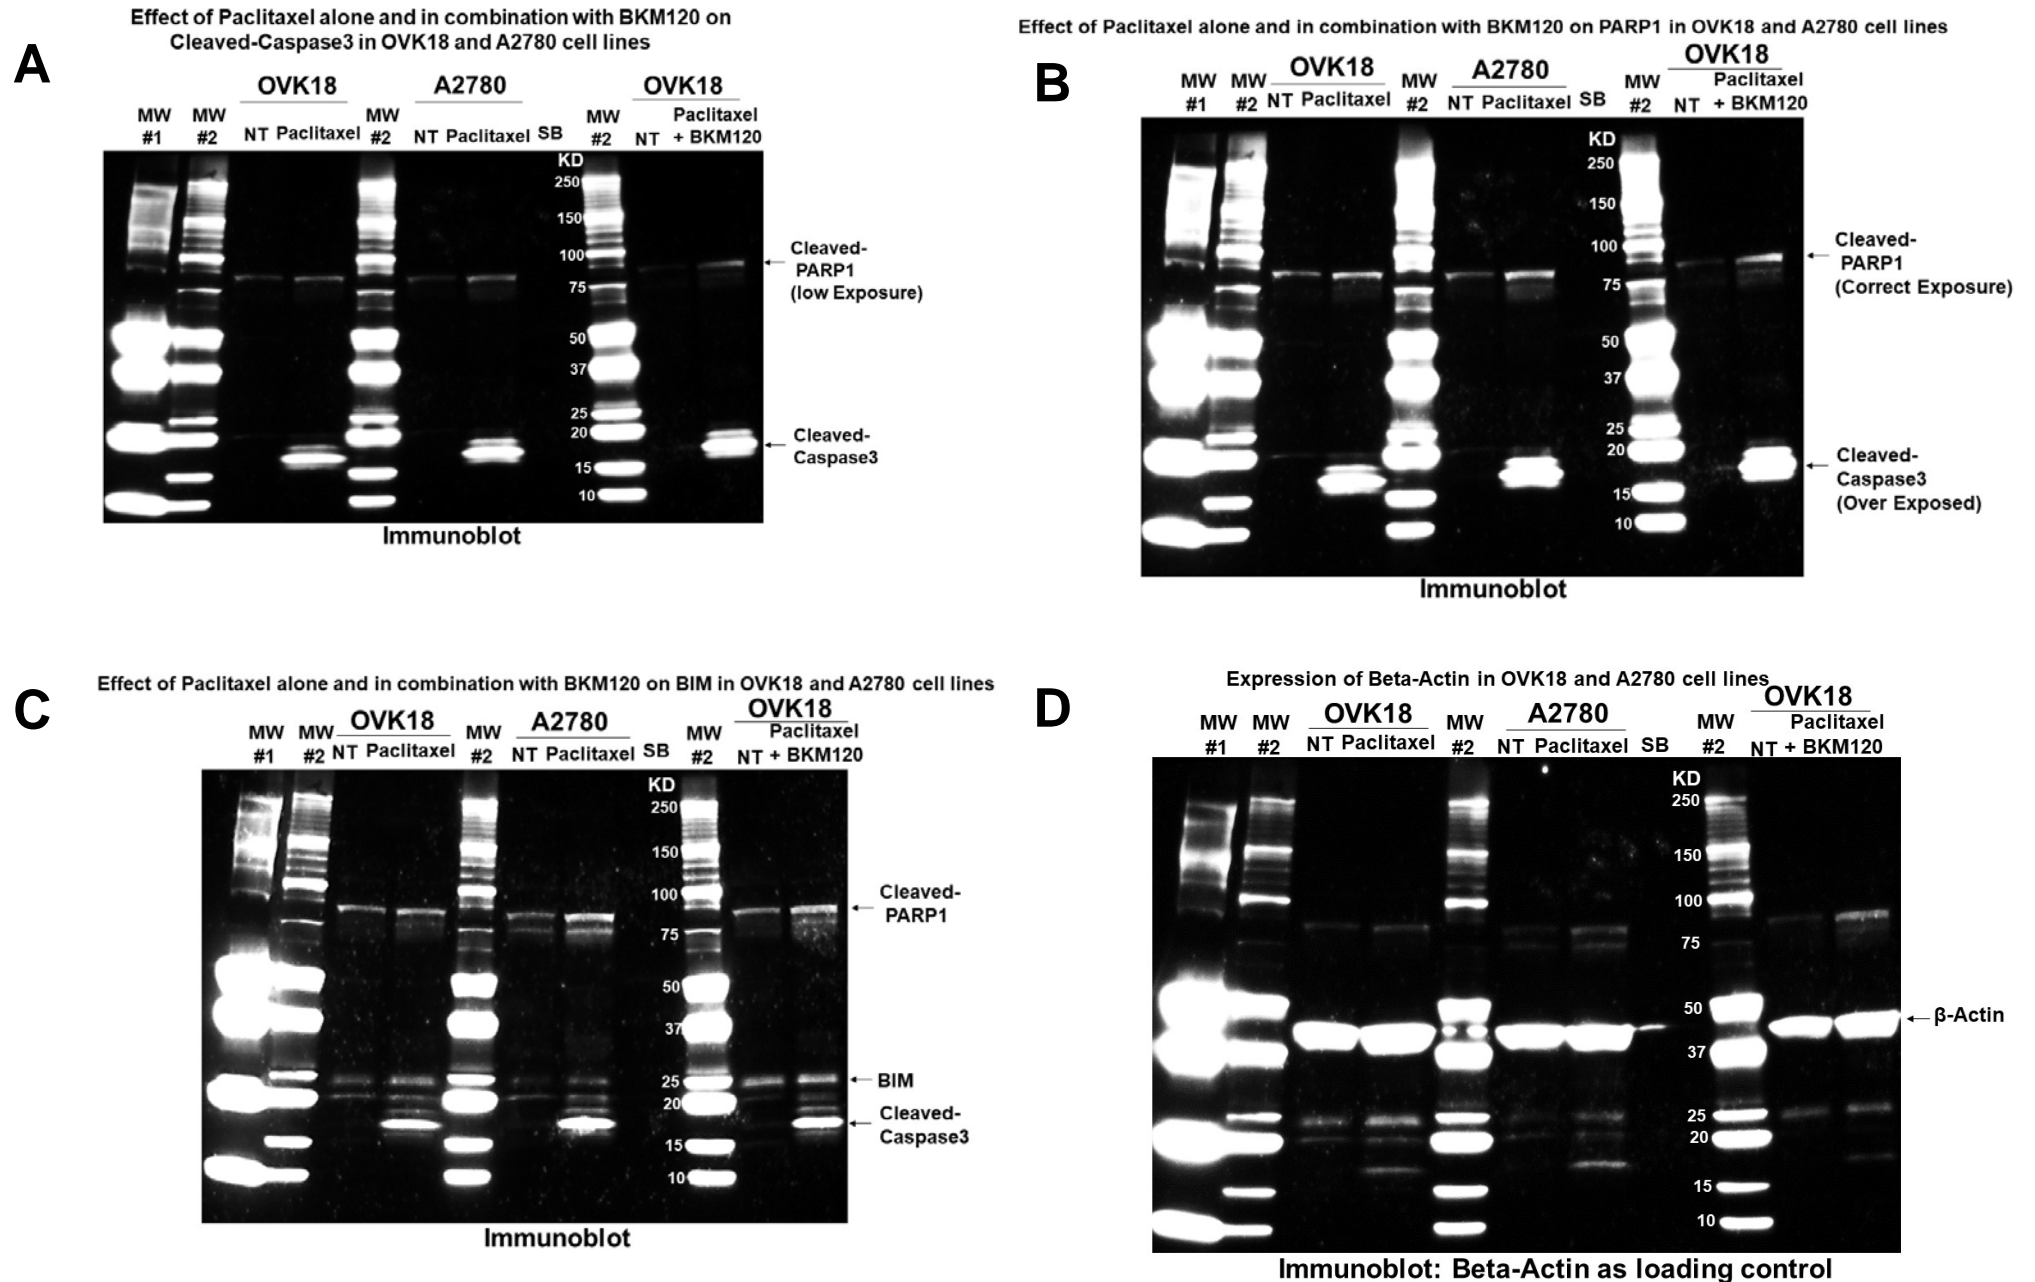 Effect of Paclitaxel alone and in combination with BKM120 on
Cleaved-Caspase3 in OVK18 and A2780 cell lines
A
OVK18
A2780
OVK18
MW
#1
MW
#2
NT Paclitaxel
MW
#2
NT Paclitaxel SB
MW
#2
NT
Paclitaxel
+ BKM120
KD
250
150
100
75
50
37
25
20
15
10
Cleaved-
PARP1
(low Exposure)
Cleaved-
Caspase3
Immunoblot
Effect of Paclitaxel alone and in combination with BKM120 on PARP1 in OVK18 and A2780 cell lines
B
OVK18
A2780
OVK18
MW
#1
MW
#2
NT Paclitaxel
MW
#2
NT Paclitaxel SB
MW
#2
NT
Paclitaxel
+ BKM120
KD
250
150
100
75
50
37
25
20
15
10
Cleaved-
PARP1
(Correct Exposure)
Cleaved-
Caspase3
(Over Exposed)
Immunoblot
Effect of Paclitaxel alone and in combination with BKM120 on BIM in OVK18 and A2780 cell lines
C
OVK18
A2780
OVK18
MW
#1
MW
#2
NT Paclitaxel
MW
#2
NT Paclitaxel SB
MW
#2
Paclitaxel
NT + BKM120
KD
250
150
100
75
50
37
25
20
15
10
Cleaved-
PARP1
BIM
Cleaved-
Caspase3
Immunoblot
Expression of Beta-Actin in OVK18 and A2780 cell lines
D
OVK18
A2780
OVK18
MW
#1
MW
#2
NT Paclitaxel
MW
#2
NT Paclitaxel SB
MW
#2
Paclitaxel
NT + BKM120
KD
250
150
100
75
50
37
25
20
15
10
β-Actin
Immunoblot: Beta-Actin as loading control